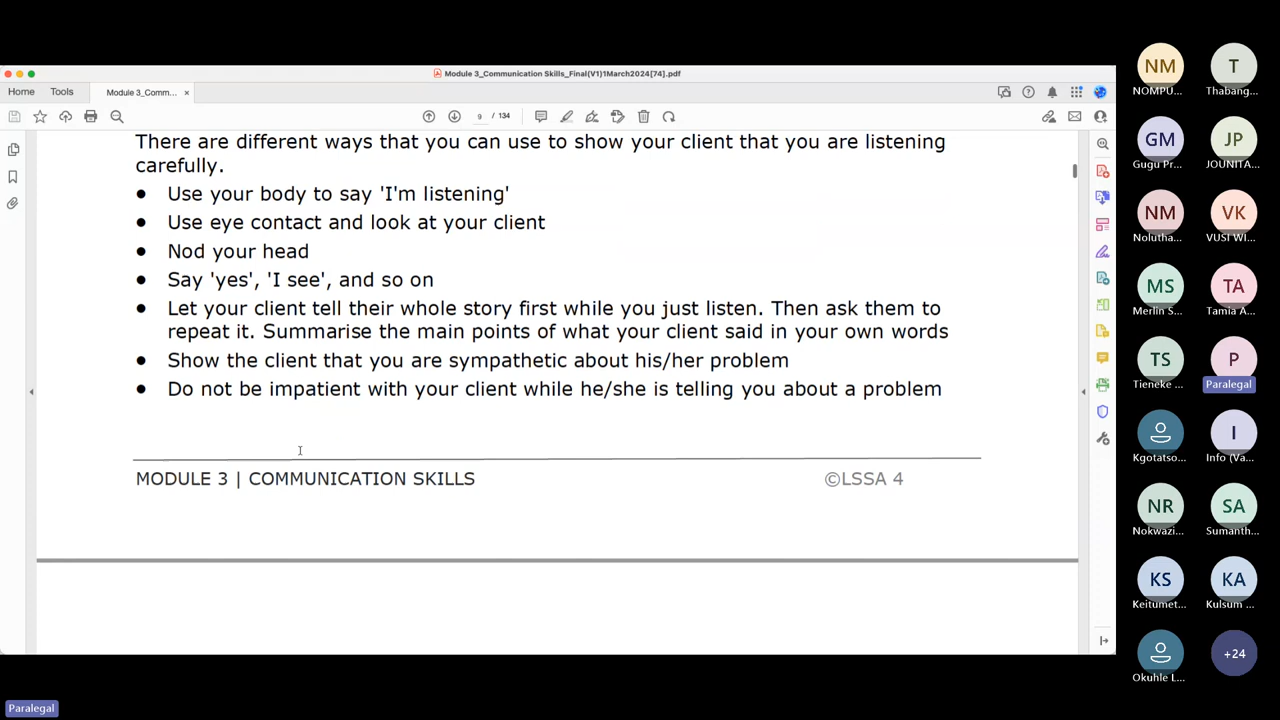 Module 3_Communication Skills_Final(V1)1March2024[74].pdf
Home Tools Module 3_Comm... ×
9 / 134
There are different ways that you can use to show your client that you are listening
carefully.
● Use your body to say 'I'm listening'
● Use eye contact and look at your client
● Nod your head
● Say 'yes', 'I see', and so on
● Let your client tell their whole story first while you just listen. Then ask them to
repeat it. Summarise the main points of what your client said in your own words
● Show the client that you are sympathetic about his/her problem
● Do not be impatient with your client while he/she is telling you about a problem
MODULE 3 | COMMUNICATION SKILLS ©LSSA 4
NM T
NOMPU... Thabang...
GM JP
Gugu Pr... JOUNITA...
NM VK
Nolutha... VUSI WI...
MS TA
Merlin S... Tamia A...
TS P
Tieneke ... Paralegal
I
Kgotatso... Info (Va...
NR SA
Nokwazi... Sumanth...
KS KA
Keitumet... Kulsum ...
+24
Okuhle L...
Paralegal